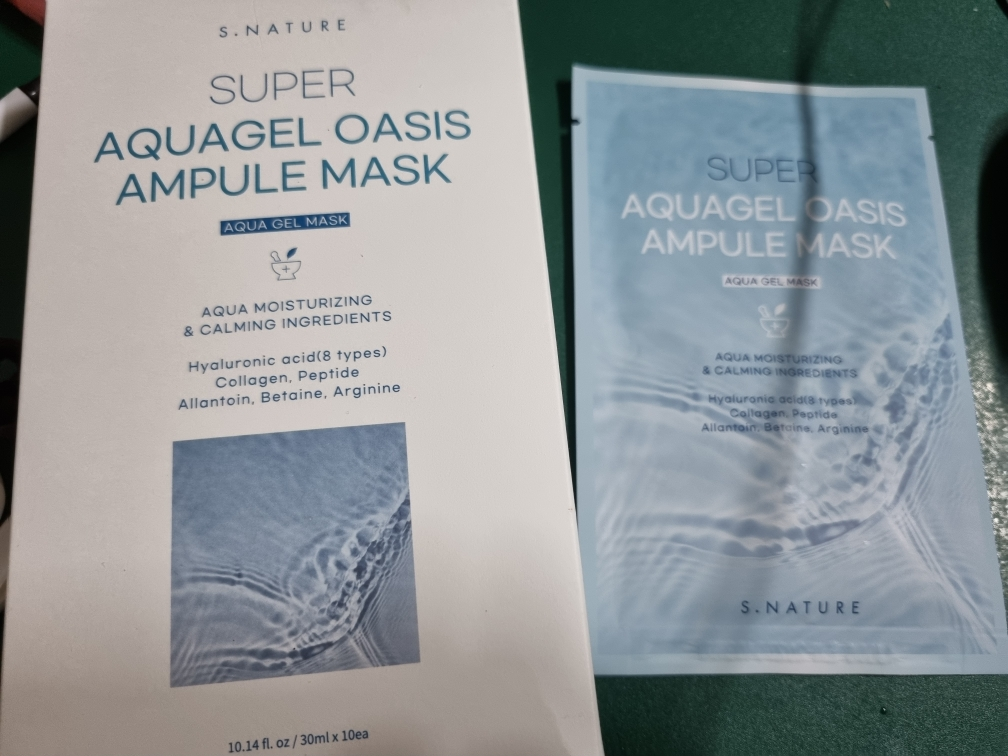 S.NATURE
SUPER
AQUAGEL OASIS
AMPULE MASK
AQUA GEL MASK
AQUA MOISTURIZING
& CALMING INGREDIENTS
Hyaluronic acid(8 types)
Collagen, Peptide
Allantoin, Betaine, Arginine
10.14 fl. oz / 30ml x 10ea
SUPER
AQUAGEL OASIS
AMPULE MASK
AQUA GEL MASK
AQUA MOISTURIZING
& CALMING INGREDIENTS
Hyaluronic acid(8 types)
Collagen, Peptide
Allantoin, Betaine, Arginine
S.NATURE